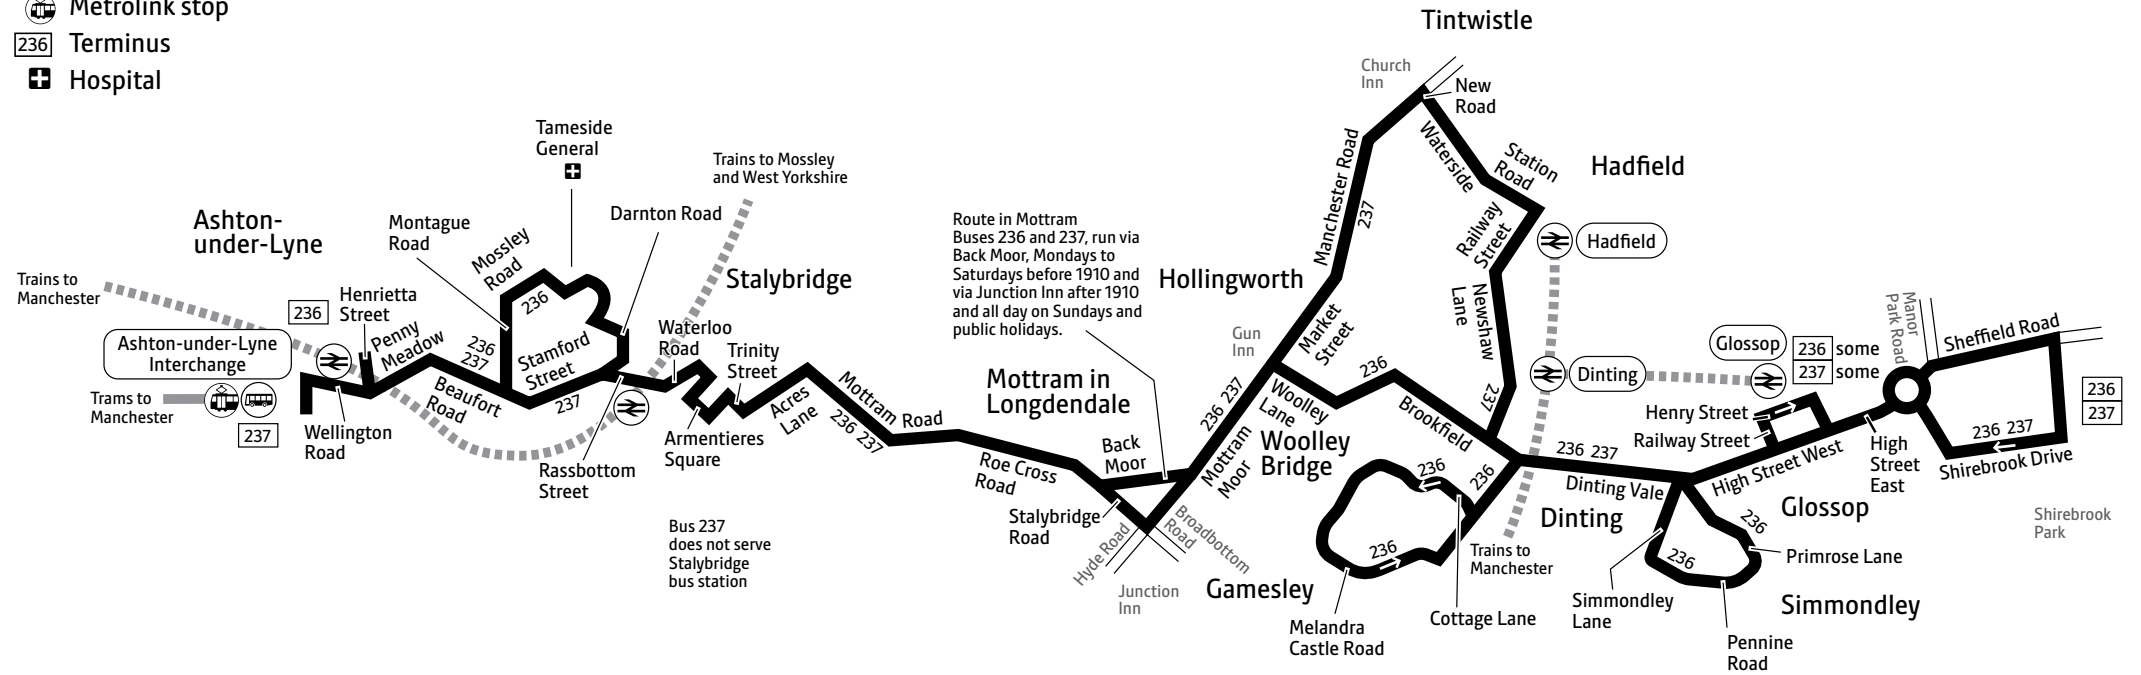 Metrolink stop
236
Terminus
Hospital
Ashton-
under-Lyne
Trains to
Manchester
236
Henrietta
Street
Ashton-under-Lyne
Interchange
Trams to
Manchester
237
Wellington
Road
Penny
Meadow
Beaufort
Road
236
237
Montague
Road
Mossley
Road
236
Tameside
General
Darnton Road
Stamford
Street
237
Rassbottom
Street
Trains to Mossley
and West Yorkshire
Stalybridge
Waterloo
Road
Trinity
Street
Armentieres
Square
Acres
Lane
Mottram Road
236 237
Bus 237
does not serve
Stalybridge
bus station
Route in Mottram
Buses 236 and 237, run via
Back Moor, Mondays to
Saturdays before 1910 and
via Junction Inn after 1910
and all day on Sundays and
public holidays.
Mottram in
Longdendale
Roe Cross
Road
Back
Moor
Stalybridge
Road
Hyde Road
Junction
Inn
Broadbottom
Road
Mottram
Moor
236 237
Hollingworth
Gun
Inn
Market
Street
Manchester Road
237
Tintwistle
Church
Inn
New
Road
Waterside
Station
Road
Hadfield
Railway
Street
Hadfield
Newshaw
Lane
237
Woolley
Lane
Woolley
Bridge
236
Brookfield
236
Dinting
236 237
Dinting Vale
Dinting
Trains to
Manchester
Gamesley
236
236
Melandra
Castle Road
Cottage Lane
Glossop
236 some
237 some
Henry Street
Railway Street
High Street West
High
Street
East
Glossop
Manor
Park Road
Sheffield Road
236
237
236 237
Shirebrook Drive
Shirebrook
Park
236
Primrose Lane
236
Simmondley
Lane
Simmondley
Pennine
Road